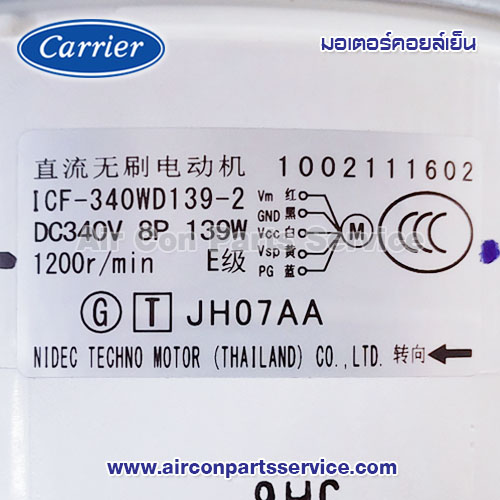 Carrier
มอเตอร์คอยล์เย็น
直流无刷电动机 1002111602
ICF-340WD139-2
DC340V 8P 139W
1200r/min E级
Vm 红
GND 黑
Vcc 白
Vsp 黄
PG 蓝
M
CCC
Air Con Parts Service
G T JH07AA
NIDEC TECHNO MOTOR (THAILAND) CO.,LTD. 转向
www.airconpartsservice.com